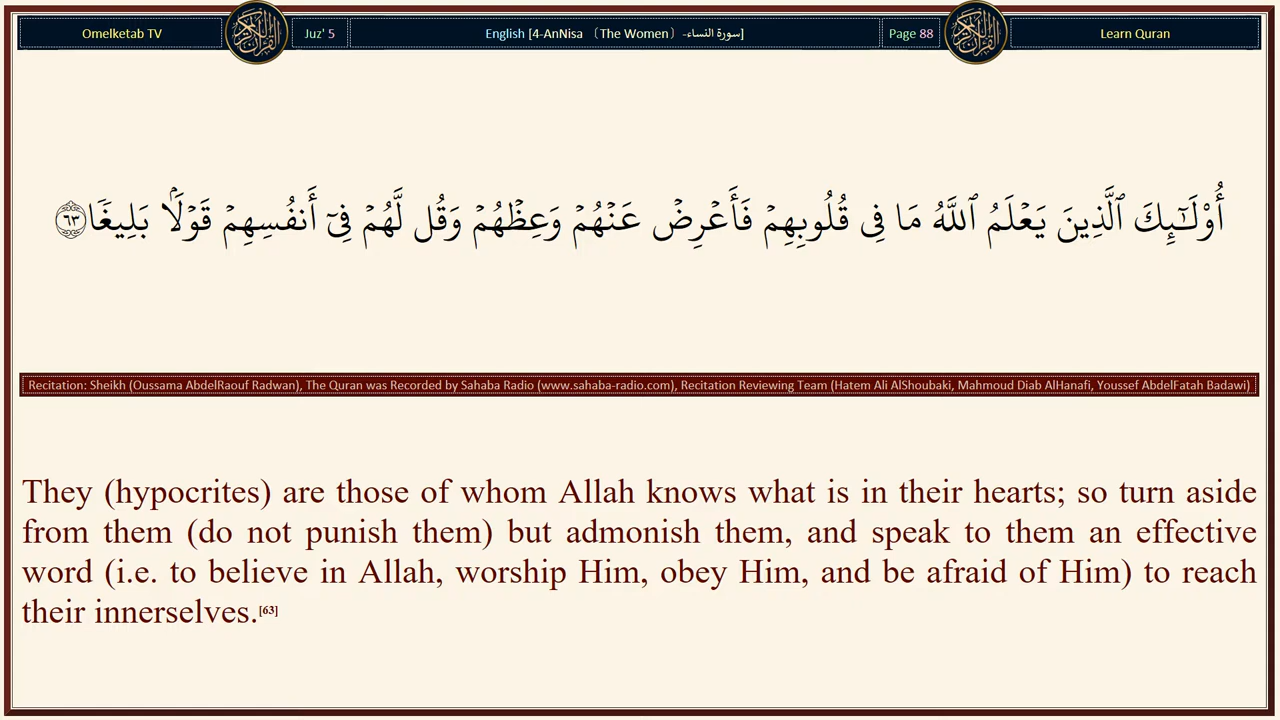 Omelketab TV
Juz' 5
English [4-AnNisa 〔The Women〕-سورة النساء]
Page 88
Learn Quran
أُوْلَـٰٓئِكَ ٱلَّذِينَ يَعۡلَمُ ٱللَّهُ مَا فِى قُلُوبِهِمۡ فَأَعۡرِضۡ عَنۡهُمۡ وَعِظۡهُمۡ وَقُل لَّهُمۡ فِىٓ أَنفُسِهِمۡ قَوۡلَۢا بَلِيغًۭا ٦٣
Recitation: Sheikh (Oussama AbdelRaouf Radwan), The Quran was Recorded by Sahaba Radio (www.sahaba-radio.com), Recitation Reviewing Team (Hatem Ali AlShoubaki, Mahmoud Diab AlHanafi, Youssef AbdelFatah Badawi)
They (hypocrites) are those of whom Allah knows what is in their hearts; so turn aside
from them (do not punish them) but admonish them, and speak to them an effective
word (i.e. to believe in Allah, worship Him, obey Him, and be afraid of Him) to reach
their innerselves.[63]